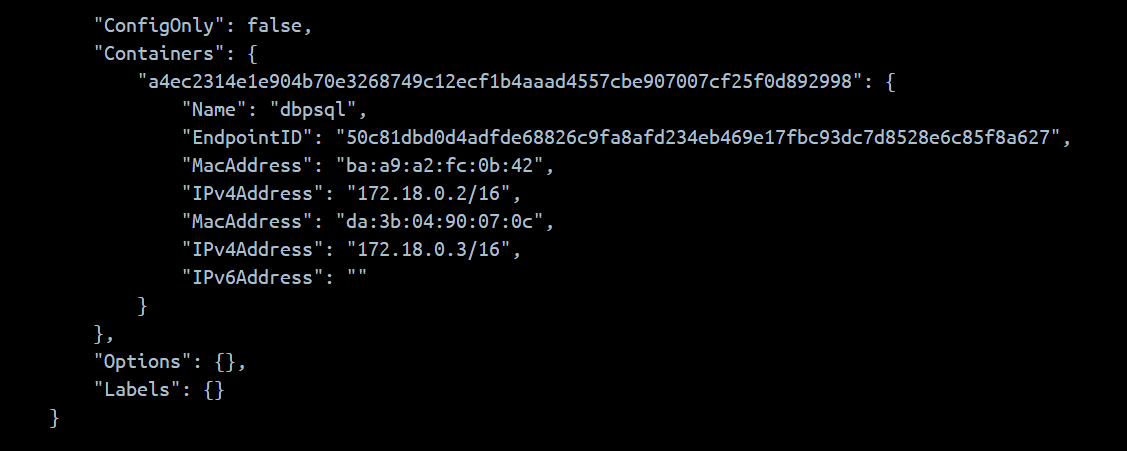 "ConfigOnly": false,
"Containers": {
"a4ec2314e1e904b70e3268749c12ecf1b4aaad4557cbe907007cf25f0d892998": {
"Name": "dbpsql",
"EndpointID": "50c81dbd0d4adfde68826c9fa8afd234eb469e17fbc93dc7d8528e6c85f8a627",
"MacAddress": "ba:a9:a2:fc:0b:42",
"IPv4Address": "172.18.0.2/16",
"MacAddress": "da:3b:04:90:07:0c",
"IPv4Address": "172.18.0.3/16",
"IPv6Address": ""
}
},
"Options": {},
"Labels": {}
}